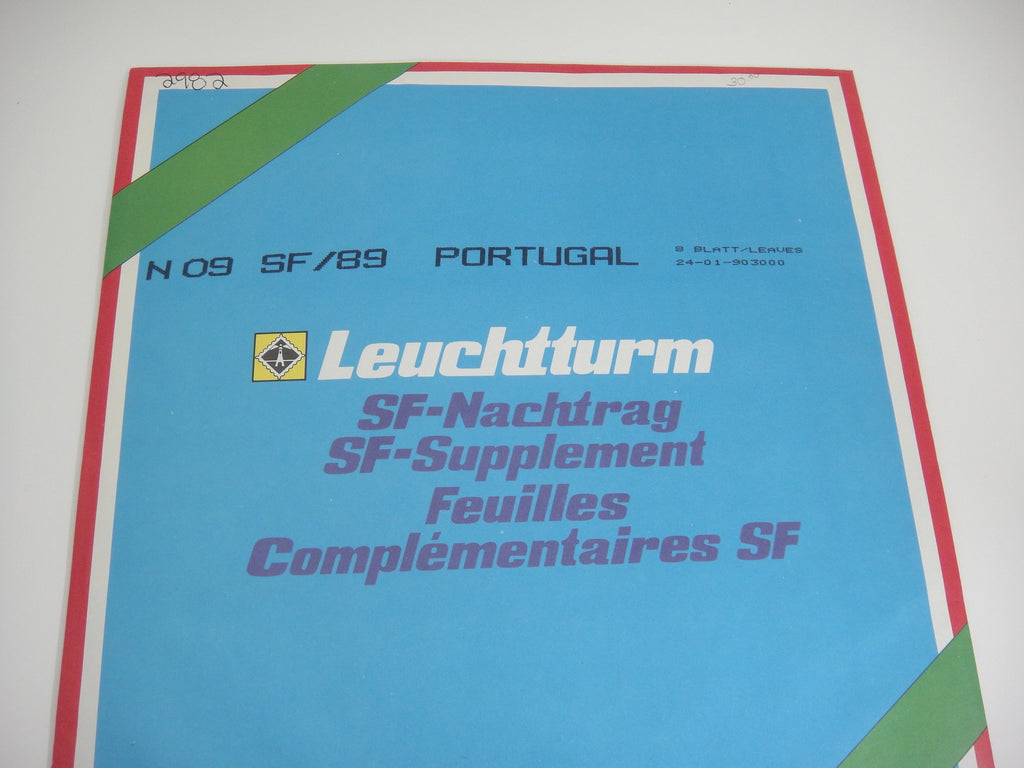 2982
30.00
N 09 SF/89 PORTUGAL
8 BLATT/LEAVES
24-01-903000
Leuchtturm
SF-Nachtrag
SF-Supplement
Feuilles
Complémentaires SF